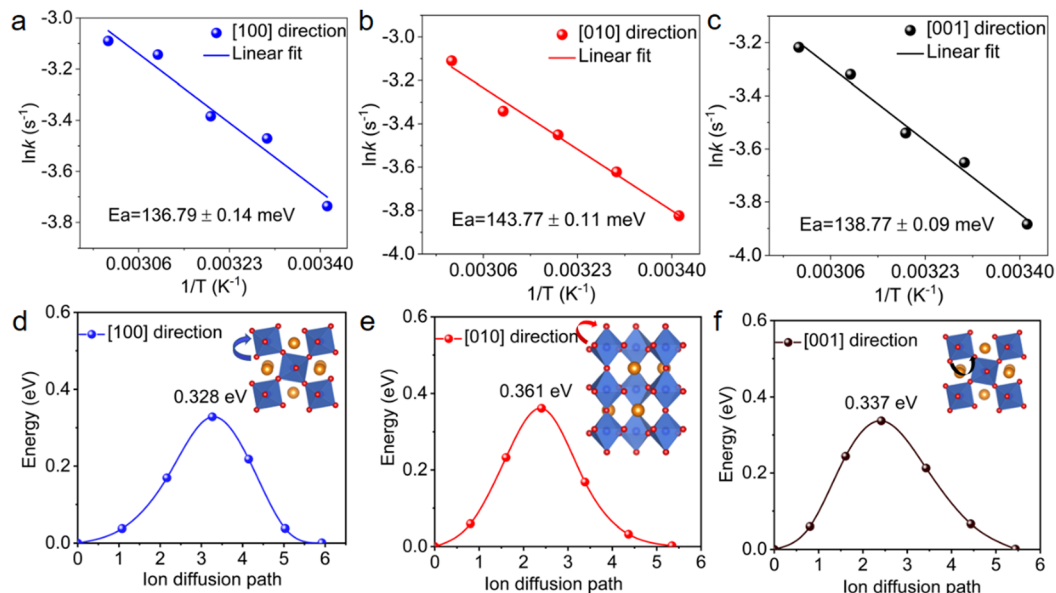 a
[100] direction
Linear fit
lnk (s⁻¹)
-3.0
-3.2
-3.4
-3.6
-3.8
Ea=136.79 ± 0.14 meV
0.00306
0.00323
0.00340
1/T (K⁻¹)
b
[010] direction
Linear fit
lnk (s⁻¹)
-3.0
-3.2
-3.4
-3.6
-3.8
-4.0
Ea=143.77 ± 0.11 meV
0.00306
0.00323
0.00340
1/T (K⁻¹)
c
[001] direction
Linear fit
lnk (s⁻¹)
-3.2
-3.4
-3.6
-3.8
-4.0
Ea=138.77 ± 0.09 meV
0.00306
0.00323
0.00340
1/T (K⁻¹)
d
[100] direction
0.328 eV
Energy (eV)
0.6
0.4
0.2
0.0
0 1 2 3 4 5 6
Ion diffusion path
e
[010] direction
0.361 eV
Energy (eV)
0.6
0.4
0.2
0.0
0 1 2 3 4 5 6
Ion diffusion path
f
[001] direction
0.337 eV
Energy (eV)
0.6
0.4
0.2
0.0
0 1 2 3 4 5 6
Ion diffusion path